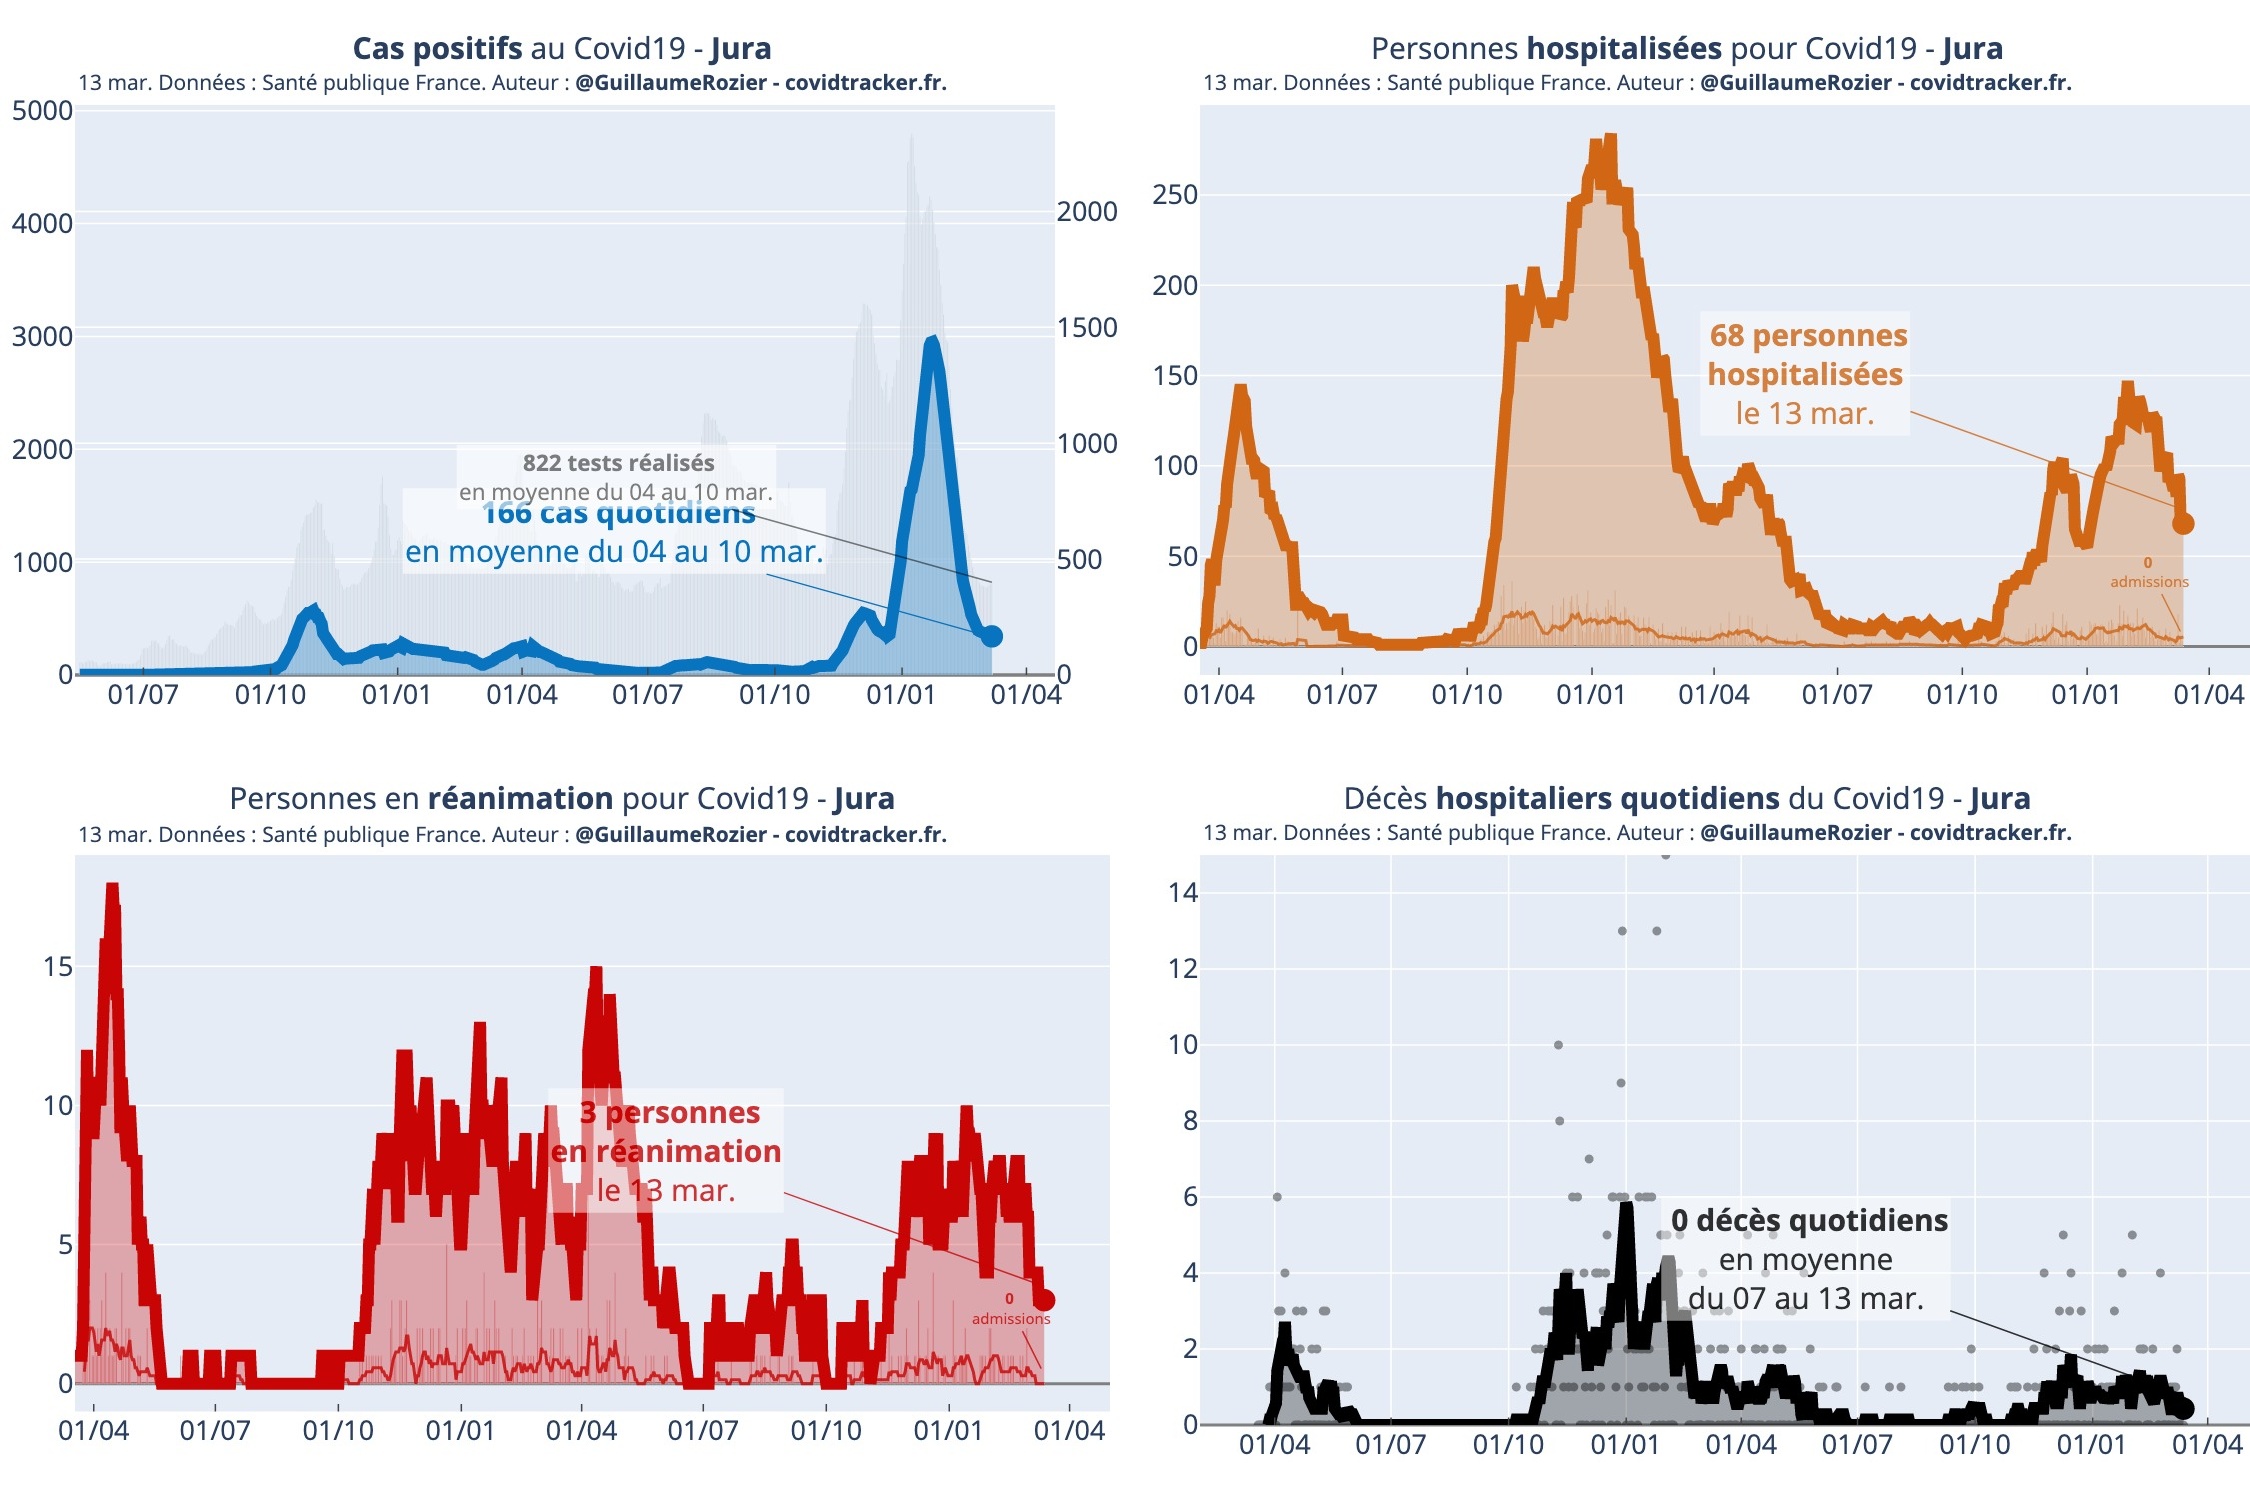 Cas positifs au Covid19 - Jura
13 mar. Données : Santé publique France. Auteur : @GuillaumeRozier - covidtracker.fr.
5000
4000
3000
2000
1000
0
2000
1500
1000
500
0
822 tests réalisés
en moyenne du 04 au 10 mar.
166 cas quotidiens
en moyenne du 04 au 10 mar.
01/07 01/10 01/01 01/04 01/07 01/10 01/01 01/04
Personnes hospitalisées pour Covid19 - Jura
13 mar. Données : Santé publique France. Auteur : @GuillaumeRozier - covidtracker.fr.
250
200
150
100
50
0
68 personnes
hospitalisées
le 13 mar.
0
admissions
01/04 01/07 01/10 01/01 01/04 01/07 01/10 01/01 01/04
Personnes en réanimation pour Covid19 - Jura
13 mar. Données : Santé publique France. Auteur : @GuillaumeRozier - covidtracker.fr.
15
10
5
0
3 personnes
en réanimation
le 13 mar.
0
admissions
01/04 01/07 01/10 01/01 01/04 01/07 01/10 01/01 01/04
Décès hospitaliers quotidiens du Covid19 - Jura
13 mar. Données : Santé publique France. Auteur : @GuillaumeRozier - covidtracker.fr.
14
12
10
8
6
4
2
0
0 décès quotidiens
en moyenne
du 07 au 13 mar.
01/04 01/07 01/10 01/01 01/04 01/07 01/10 01/01 01/04